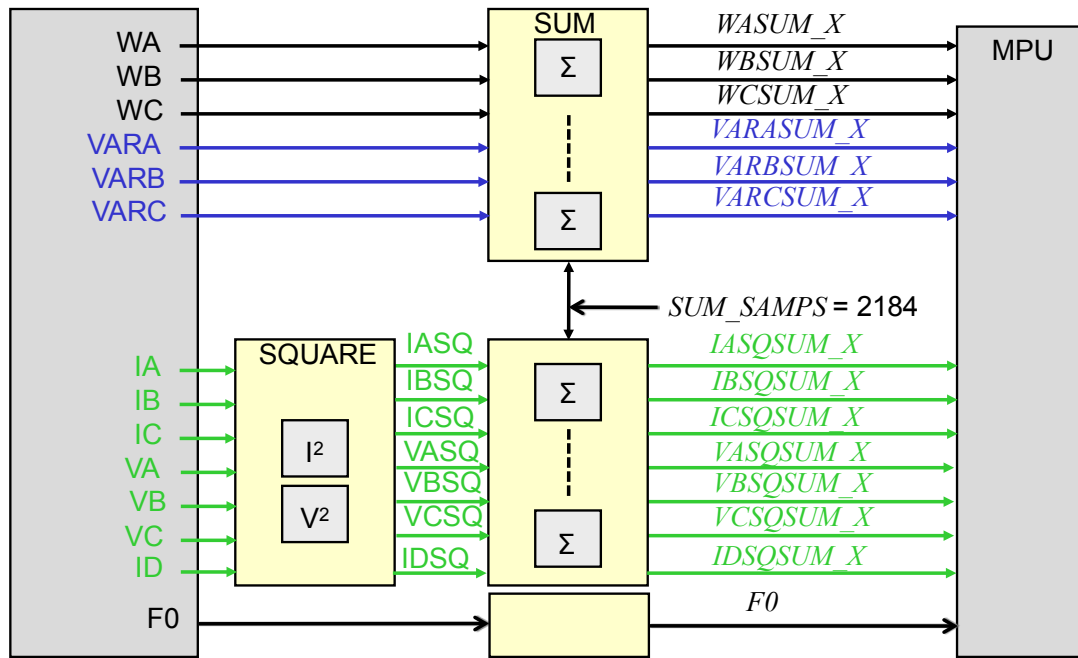 SUM
WA
WASUM_X
MPU
Σ
WB
WBSUM_X
WC
WCSUM_X
VARA
VARASUM_X
VARB
VARBSUM_X
VARC
VARCSUM_X
Σ
SUM_SAMPS = 2184
SQUARE
IASQ
IASQSUM_X
IA
IBSQ
IBSQSUM_X
Σ
IB
ICSQ
ICSQSUM_X
IC
I²
VASQ
VASQSUM_X
VA
VBSQ
VBSQSUM_X
VB
V²
VCSQ
VCSQSUM_X
VC
Σ
IDSQ
IDSQSUM_X
ID
F0
F0